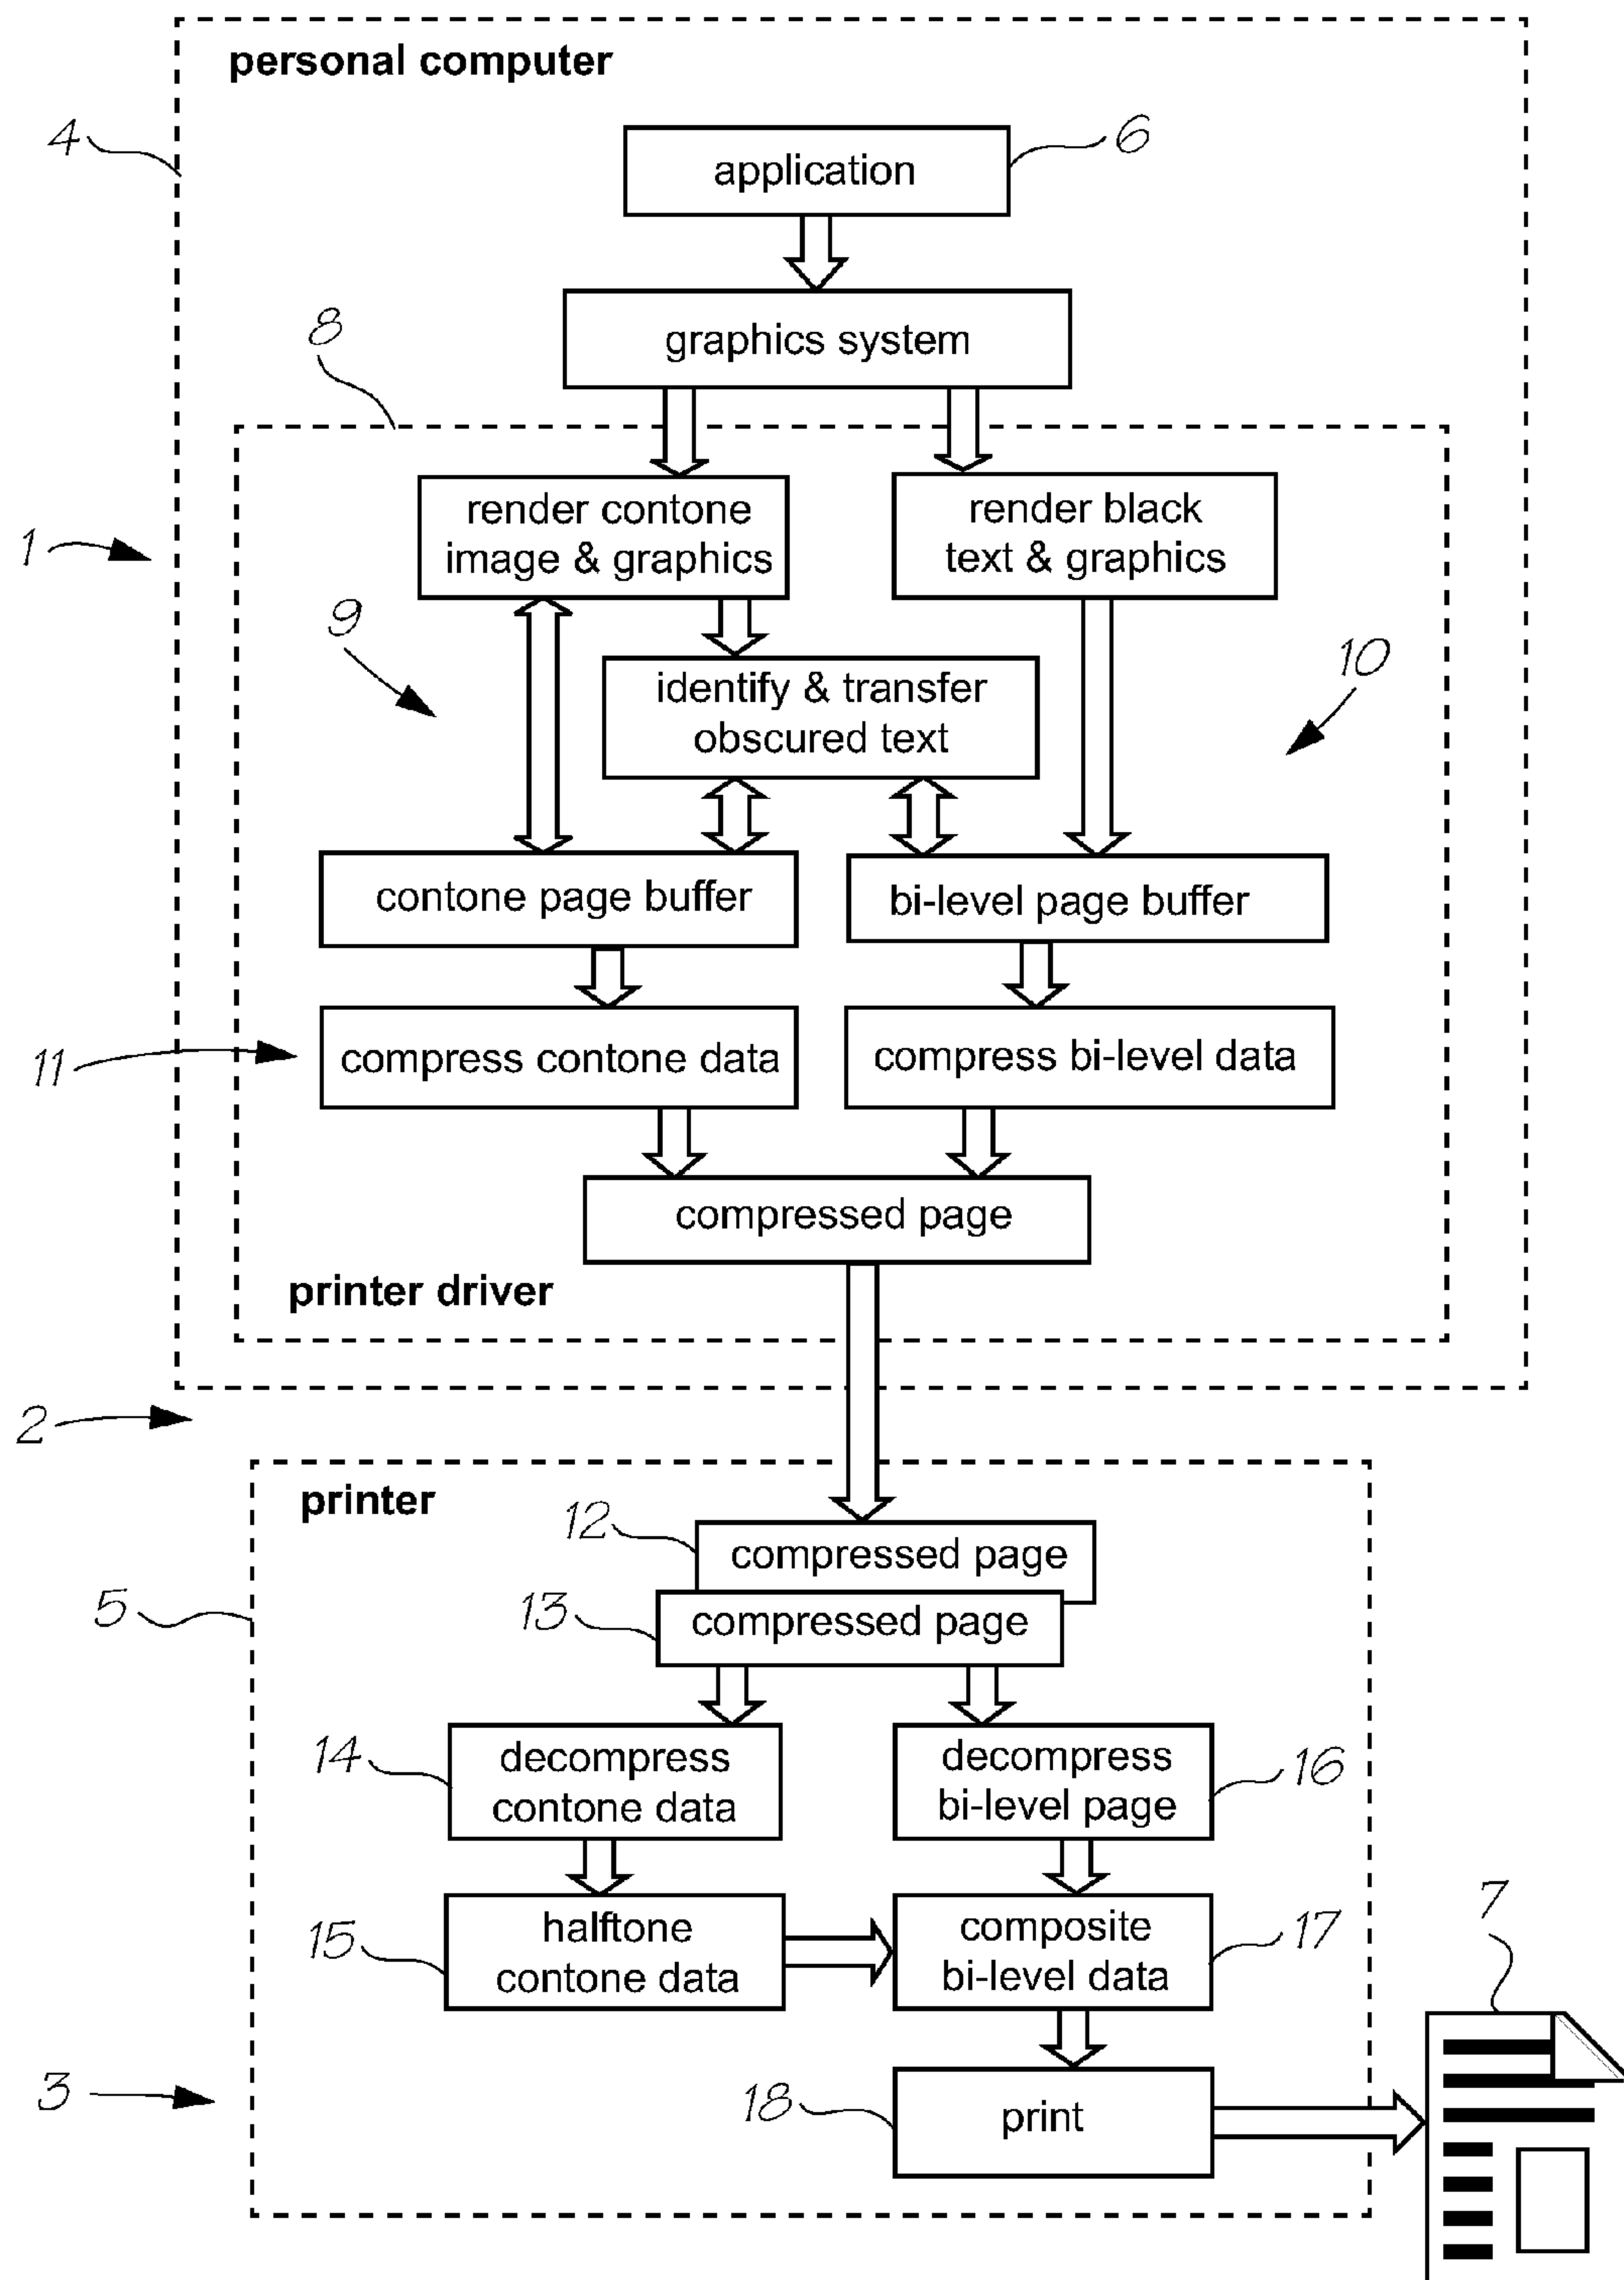 personal computer
4
application
6
graphics system
8
render contone
image & graphics
render black
text & graphics
1
9
identify & transfer
obscured text
10
contone page buffer
bi-level page buffer
11
compress contone data
compress bi-level data
compressed page
printer driver
2
printer
12
compressed page
5
13
compressed page
14
decompress
contone data
decompress
bi-level page
16
15
halftone
contone data
composite
bi-level data
17
7
3
18
print